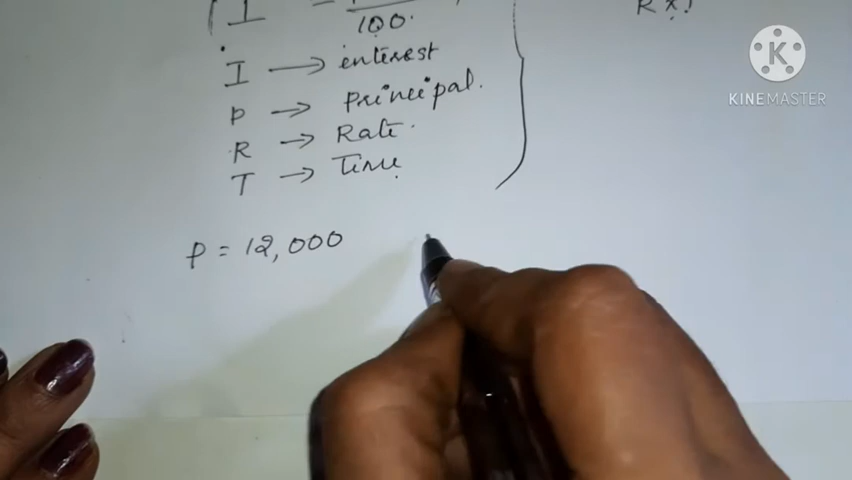 I =
100.
I → interest
P → Principal.
R → Rate.
T → Time
P = 12,000
K
KINEMASTER